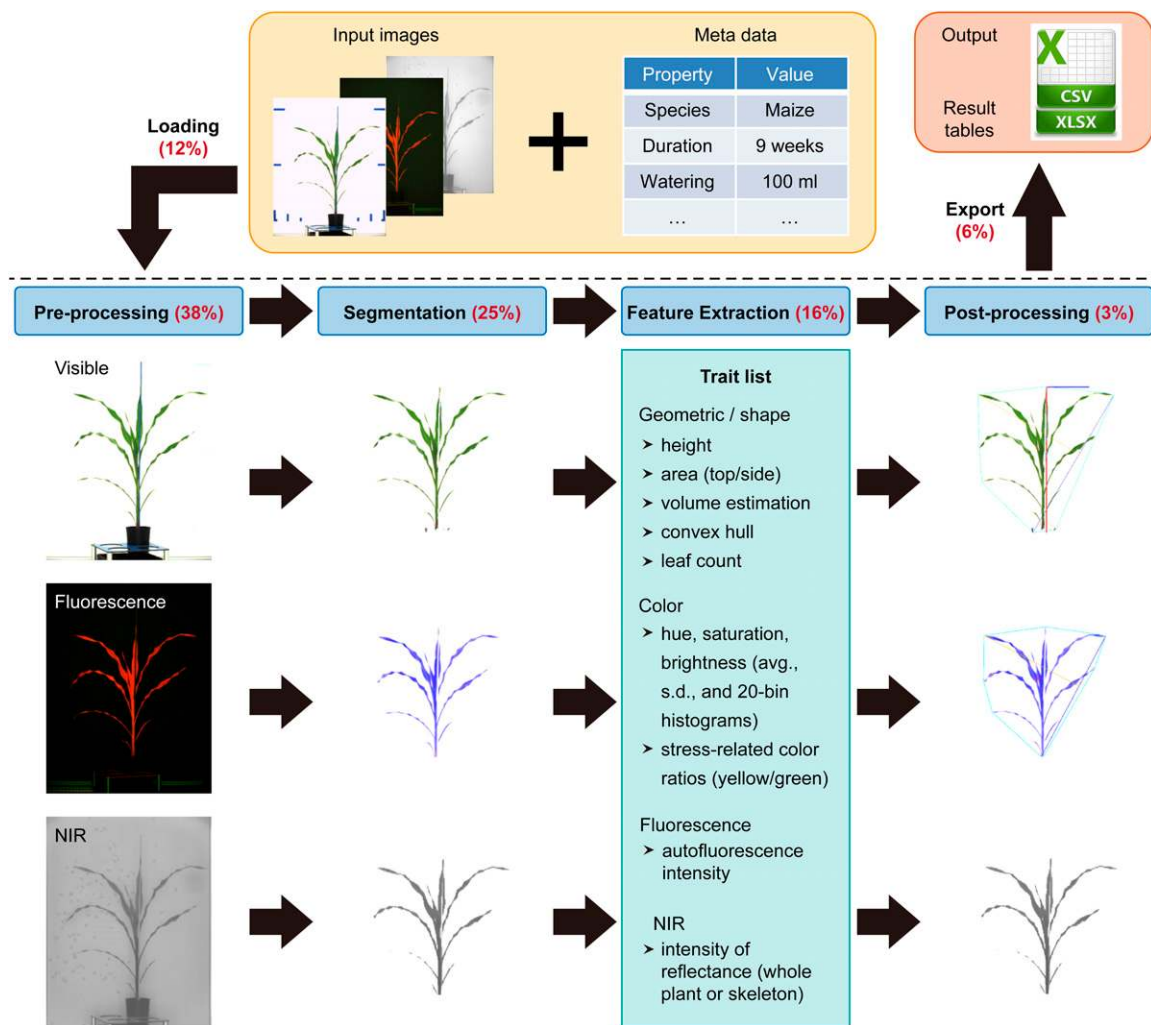 Input images
Meta data
Property Value
Species Maize
Duration 9 weeks
Watering 100 ml
... ...
Output
Result
tables
X
CSV
XLSX
Loading
(12%)
Export
(6%)
Pre-processing (38%)
Segmentation (25%)
Feature Extraction (16%)
Post-processing (3%)
Visible
Fluorescence
NIR
Trait list
Geometric / shape
➤ height
➤ area (top/side)
➤ volume estimation
➤ convex hull
➤ leaf count
Color
➤ hue, saturation,
brightness (avg.,
s.d., and 20-bin
histograms)
➤ stress-related color
ratios (yellow/green)
Fluorescence
➤ autofluorescence
intensity
NIR
➤ intensity of
reflectance (whole
plant or skeleton)